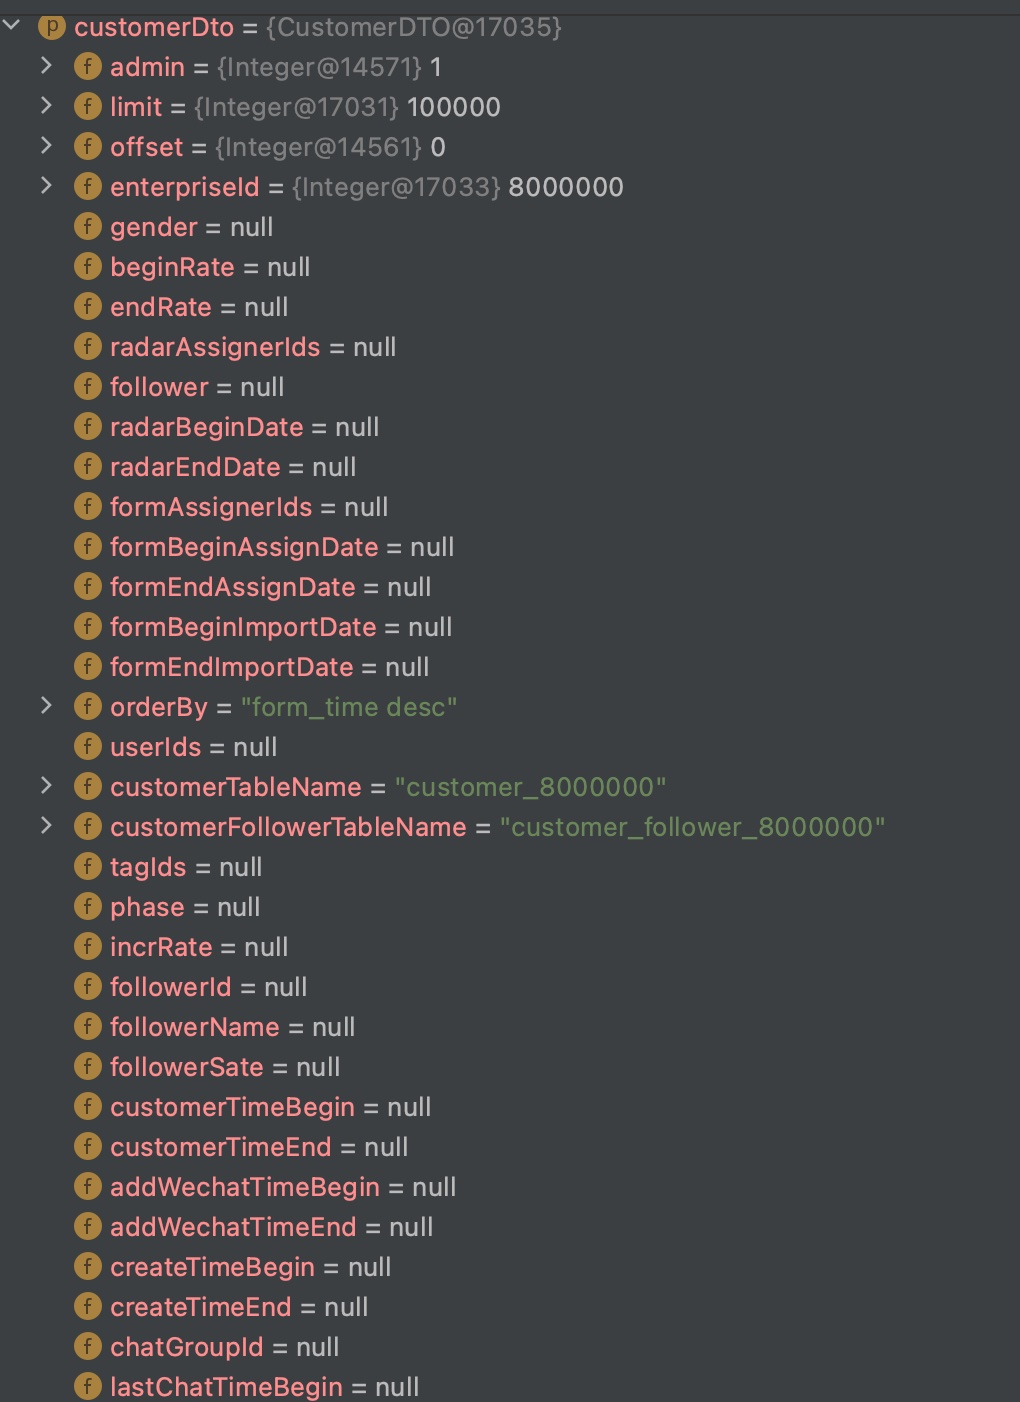 p customerDto = {CustomerDTO@17035}
f admin = {Integer@14571} 1
f limit = {Integer@17031} 100000
f offset = {Integer@14561} 0
f enterpriseId = {Integer@17033} 8000000
f gender = null
f beginRate = null
f endRate = null
f radarAssignerIds = null
f follower = null
f radarBeginDate = null
f radarEndDate = null
f formAssignerIds = null
f formBeginAssignDate = null
f formEndAssignDate = null
f formBeginImportDate = null
f formEndImportDate = null
f orderBy = "form_time desc"
f userIds = null
f customerTableName = "customer_8000000"
f customerFollowerTableName = "customer_follower_8000000"
f tagIds = null
f phase = null
f incrRate = null
f followerId = null
f followerName = null
f followerSate = null
f customerTimeBegin = null
f customerTimeEnd = null
f addWechatTimeBegin = null
f addWechatTimeEnd = null
f createTimeBegin = null
f createTimeEnd = null
f chatGroupId = null
f lastChatTimeBegin = null